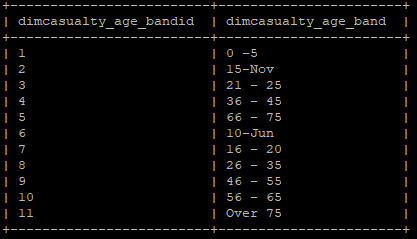 dimcasualty_age_bandid | dimcasualty_age_band
1 | 0 -5
2 | 15-Nov
3 | 21 - 25
4 | 36 - 45
5 | 66 - 75
6 | 10-Jun
7 | 16 - 20
8 | 26 - 35
9 | 46 - 55
10 | 56 - 65
11 | Over 75